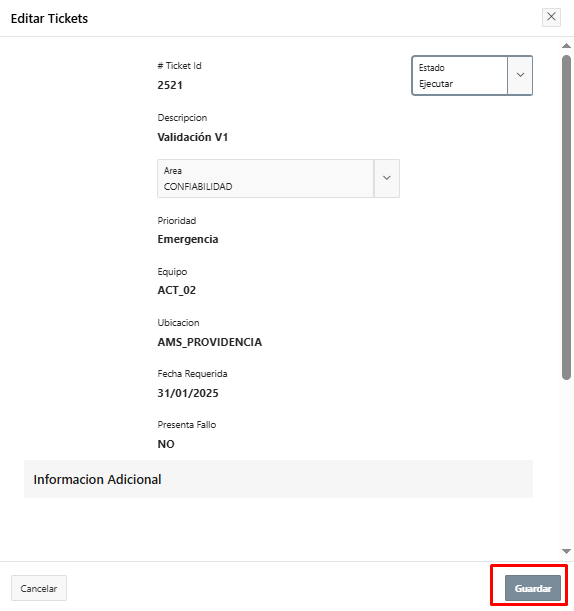 Editar Tickets
# Ticket Id
2521
Estado
Ejecutar
Descripcion
Validación V1
Area
CONFIABILIDAD
Prioridad
Emergencia
Equipo
ACT_02
Ubicacion
AMS_PROVIDENCIA
Fecha Requerida
31/01/2025
Presenta Fallo
NO
Informacion Adicional
Cancelar
Guardar